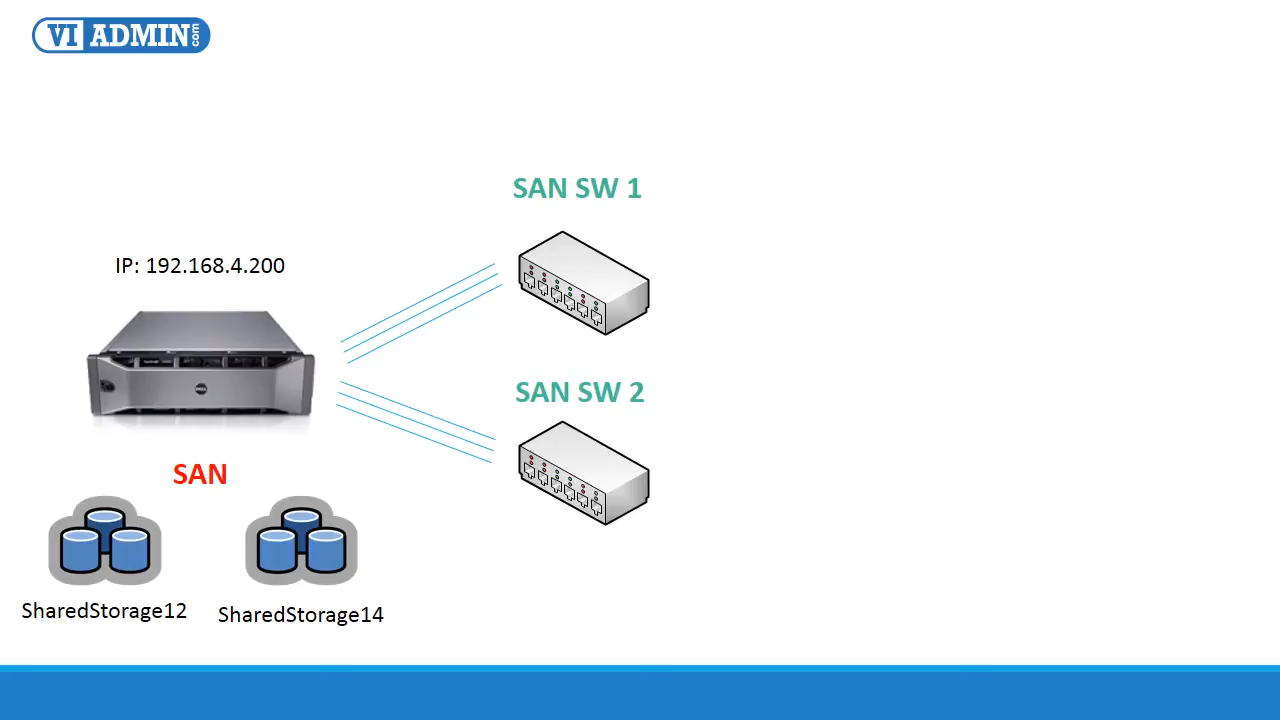 VI ADMIN.com
SAN SW 1
IP: 192.168.4.200
SAN SW 2
SAN
SharedStorage12
SharedStorage14